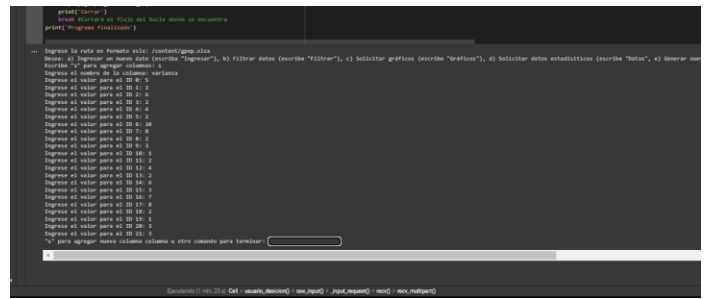 print('Cerrar')
break #Cortará el flujo del bucle donde se encuentra
print('Programa finalizado')
... Ingrese la ruta en formato xslx: /content/gpep.xlsx
Desea: a) Ingresar un nuevo dato (escriba "Ingresar"), b) Filtrar datos (escriba "Filtrar"), c) Solicitar gráficos (escriba "Gráficos"), d) Solicitar datos estadísiticos (escriba "Datos", e) Generar nue
Escribe "s" para agregar columnas: s
Ingresa el nombre de la columna: varianza
Ingrese el valor para el ID 0: 5
Ingrese el valor para el ID 1: 2
Ingrese el valor para el ID 2: 6
Ingrese el valor para el ID 3: 2
Ingrese el valor para el ID 4: 4
Ingrese el valor para el ID 5: 2
Ingrese el valor para el ID 6: 10
Ingrese el valor para el ID 7: 8
Ingrese el valor para el ID 8: 2
Ingrese el valor para el ID 9: 3
Ingrese el valor para el ID 10: 1
Ingrese el valor para el ID 11: 2
Ingrese el valor para el ID 12: 4
Ingrese el valor para el ID 13: 2
Ingrese el valor para el ID 14: 6
Ingrese el valor para el ID 15: 3
Ingrese el valor para el ID 16: 7
Ingrese el valor para el ID 17: 8
Ingrese el valor para el ID 18: 2
Ingrese el valor para el ID 19: 1
Ingrese el valor para el ID 20: 3
Ingrese el valor para el ID 21: 3
"s" para agregar nueva columna columna u otro comando para terminar:
Ejecutando (1 min, 23 s) Cell > usuario_desicion() > raw_input() > _input_request() > recv() > recv_multipart()